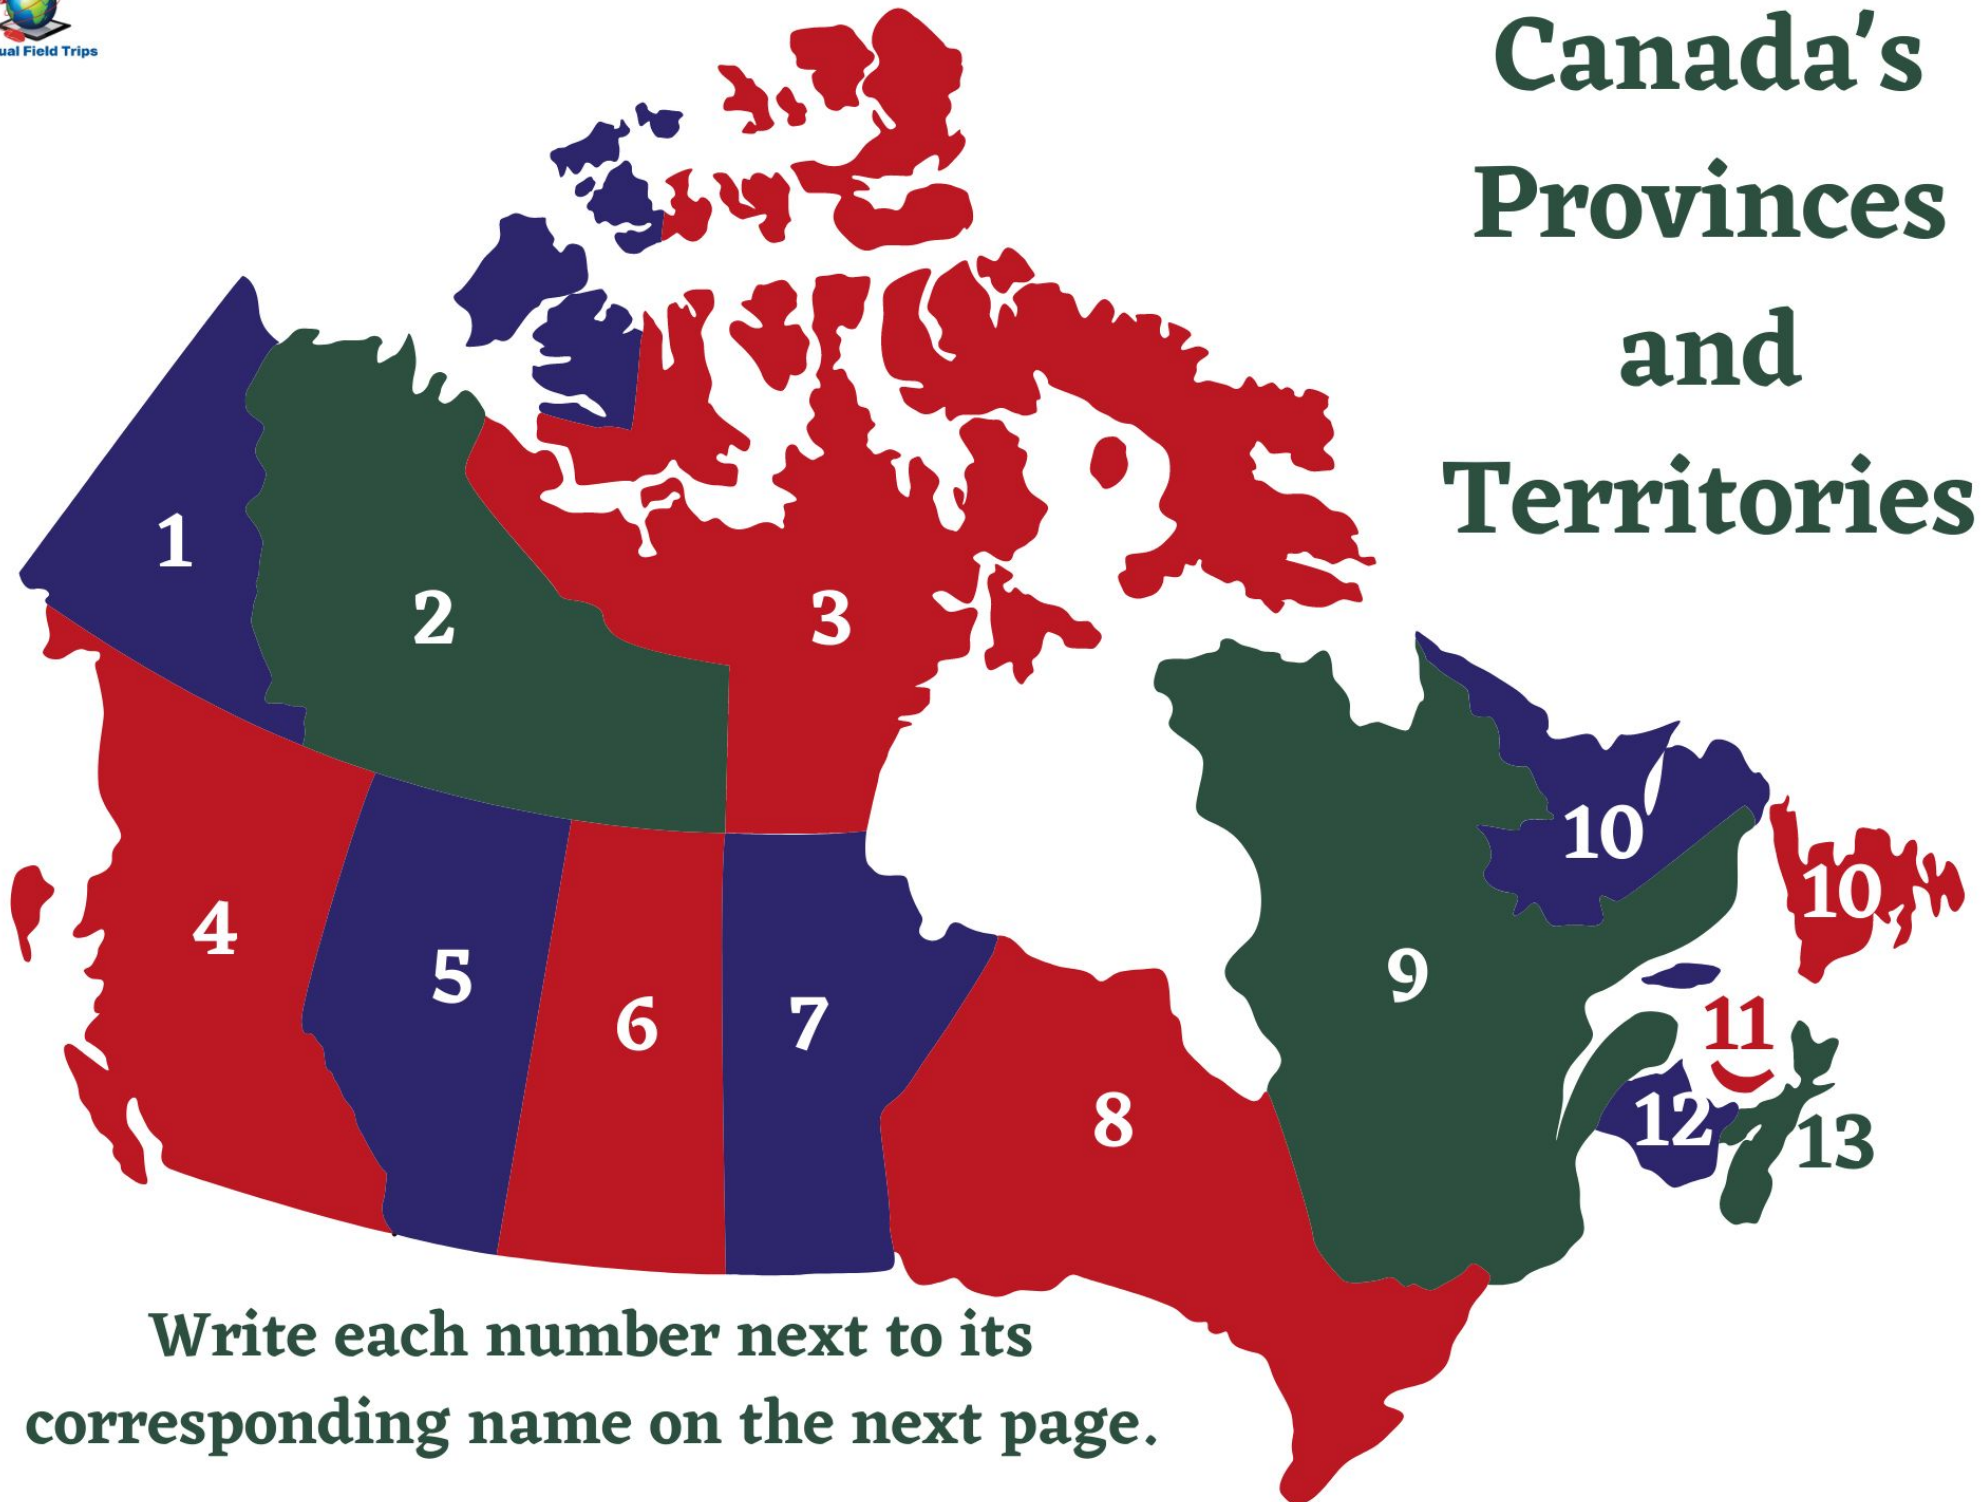 Field Trips
Canada's
Provinces
and
Territories
1
2
3
4
5
6
7
8
9
10
10
11
12
13
Write each number next to its
corresponding name on the next page.